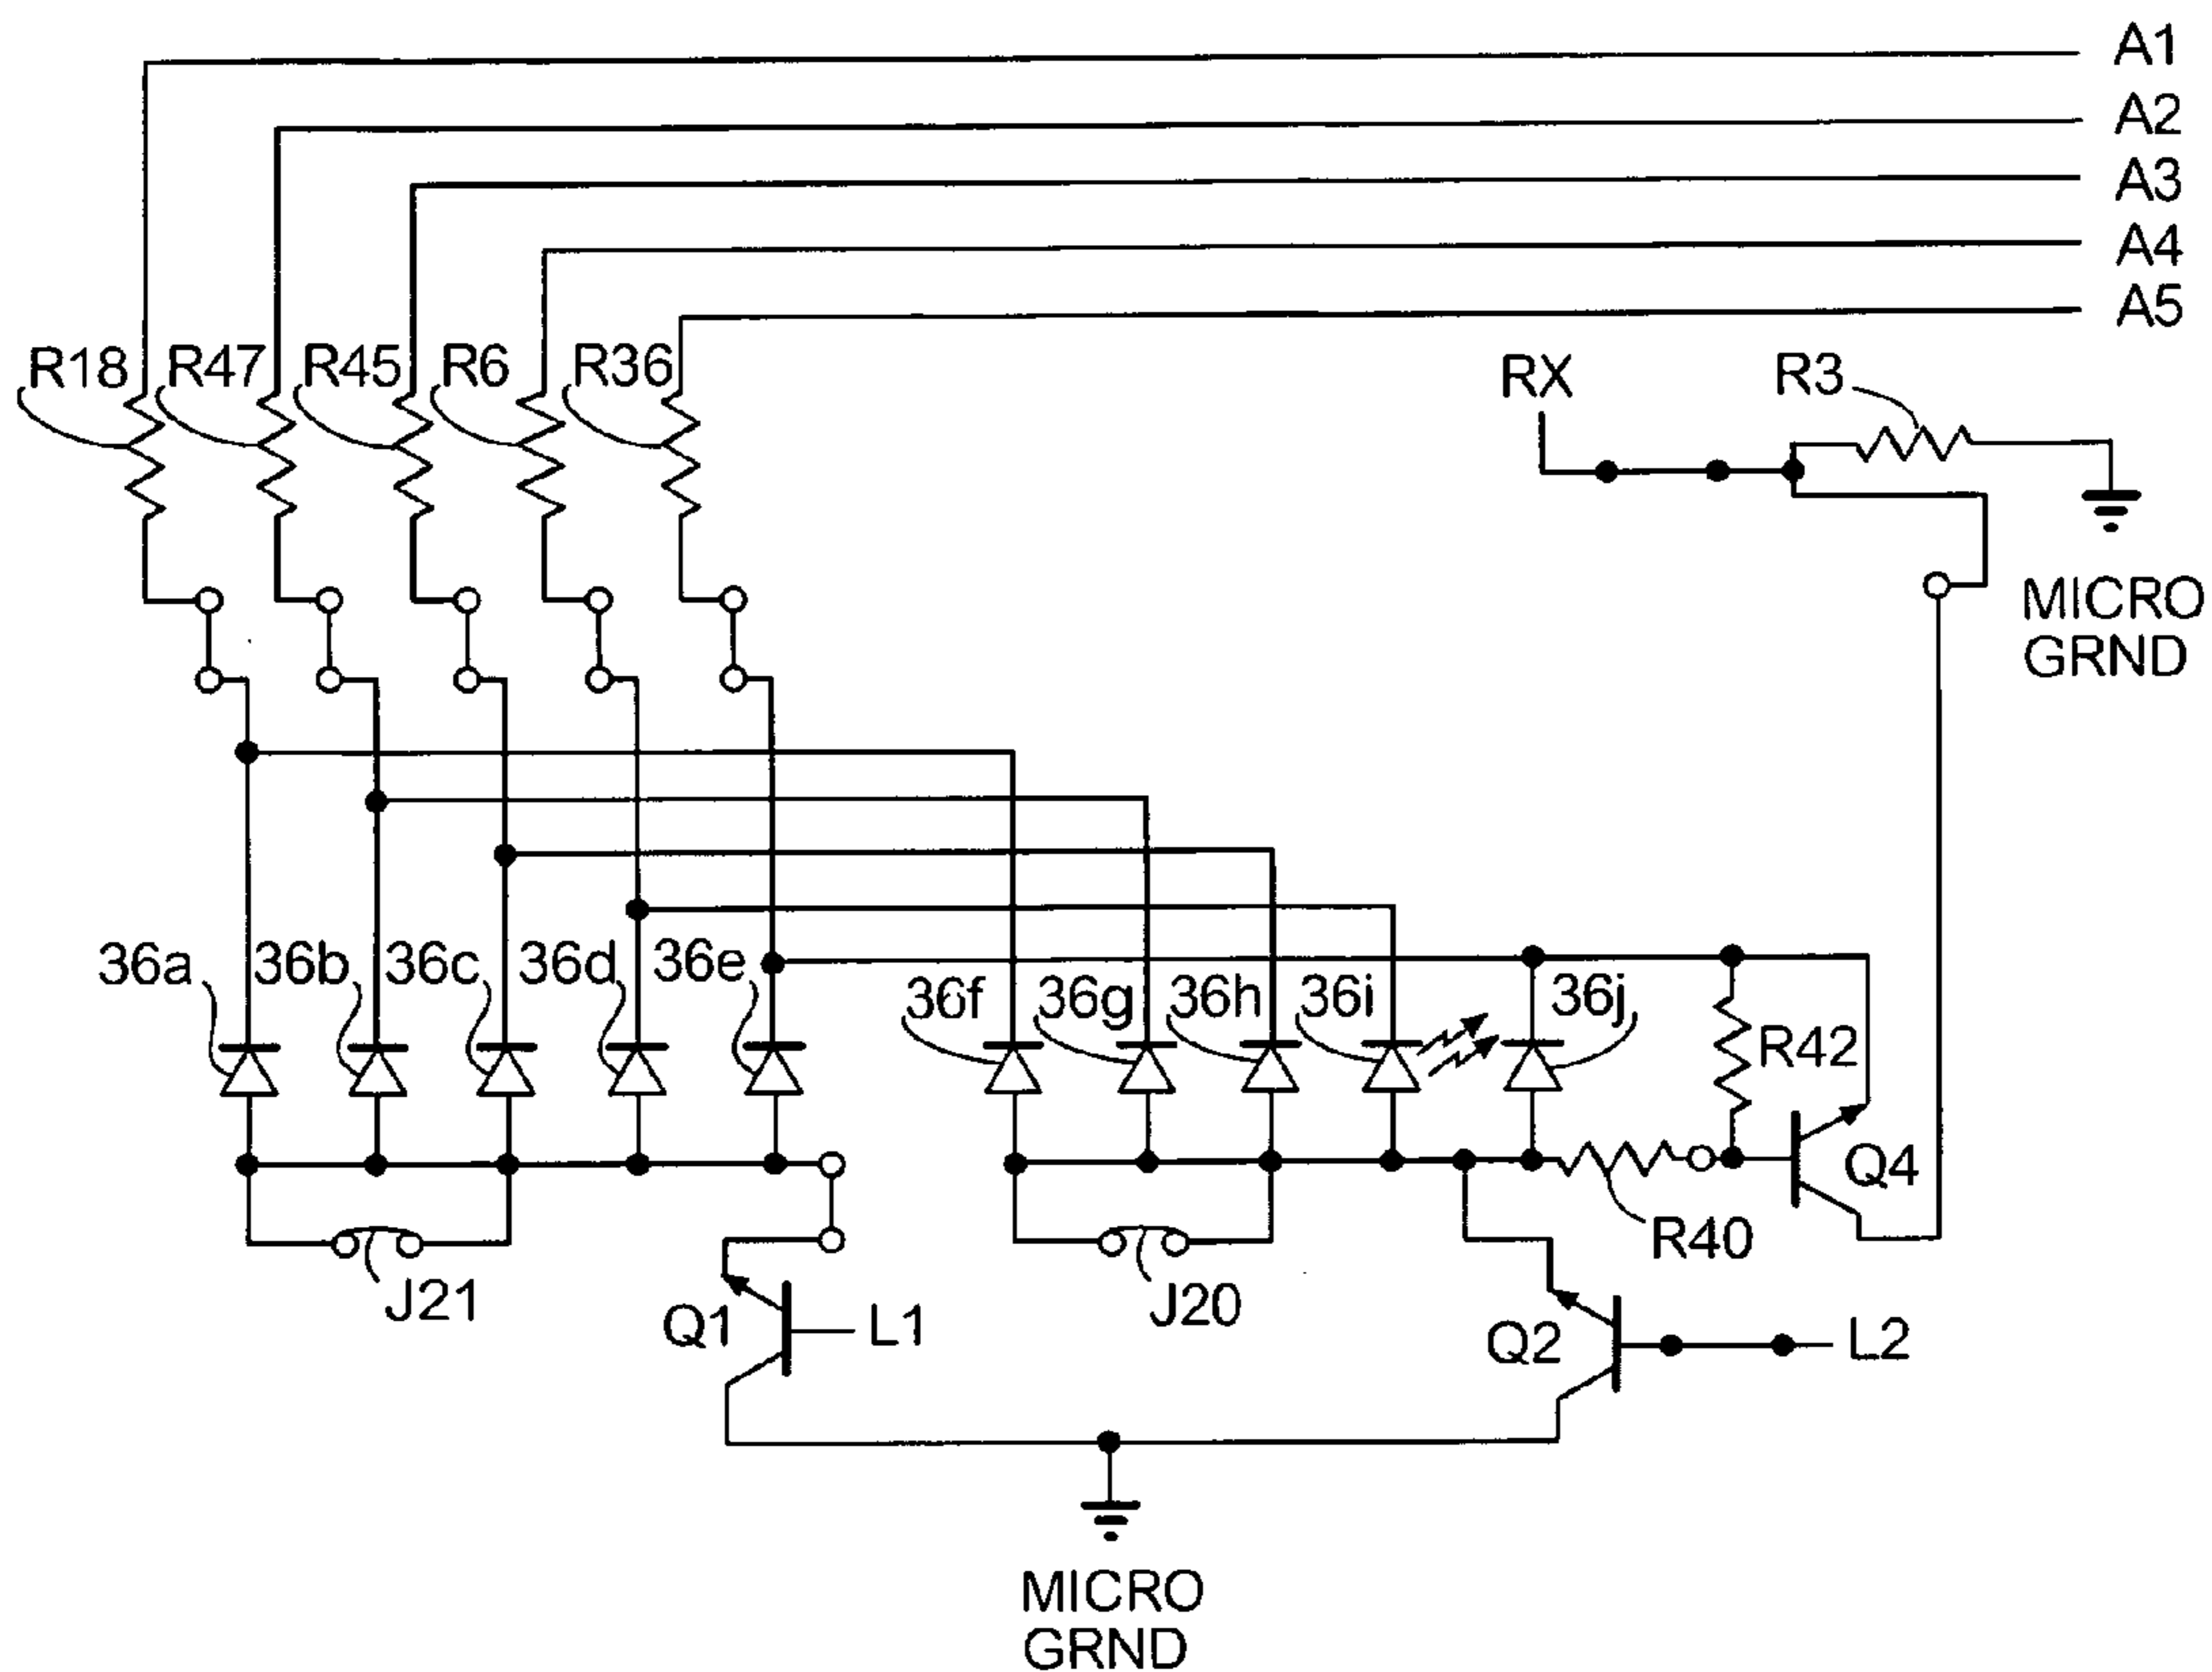 A1
A2
A3
A4
A5
R18
R47
R45
R6
R36
RX
R3
MICRO
GRND
36a
36b
36c
36d
36e
36f
36g
36h
36i
36j
R42
Q4
R40
J21
Q1
L1
J20
Q2
L2
MICRO
GRND